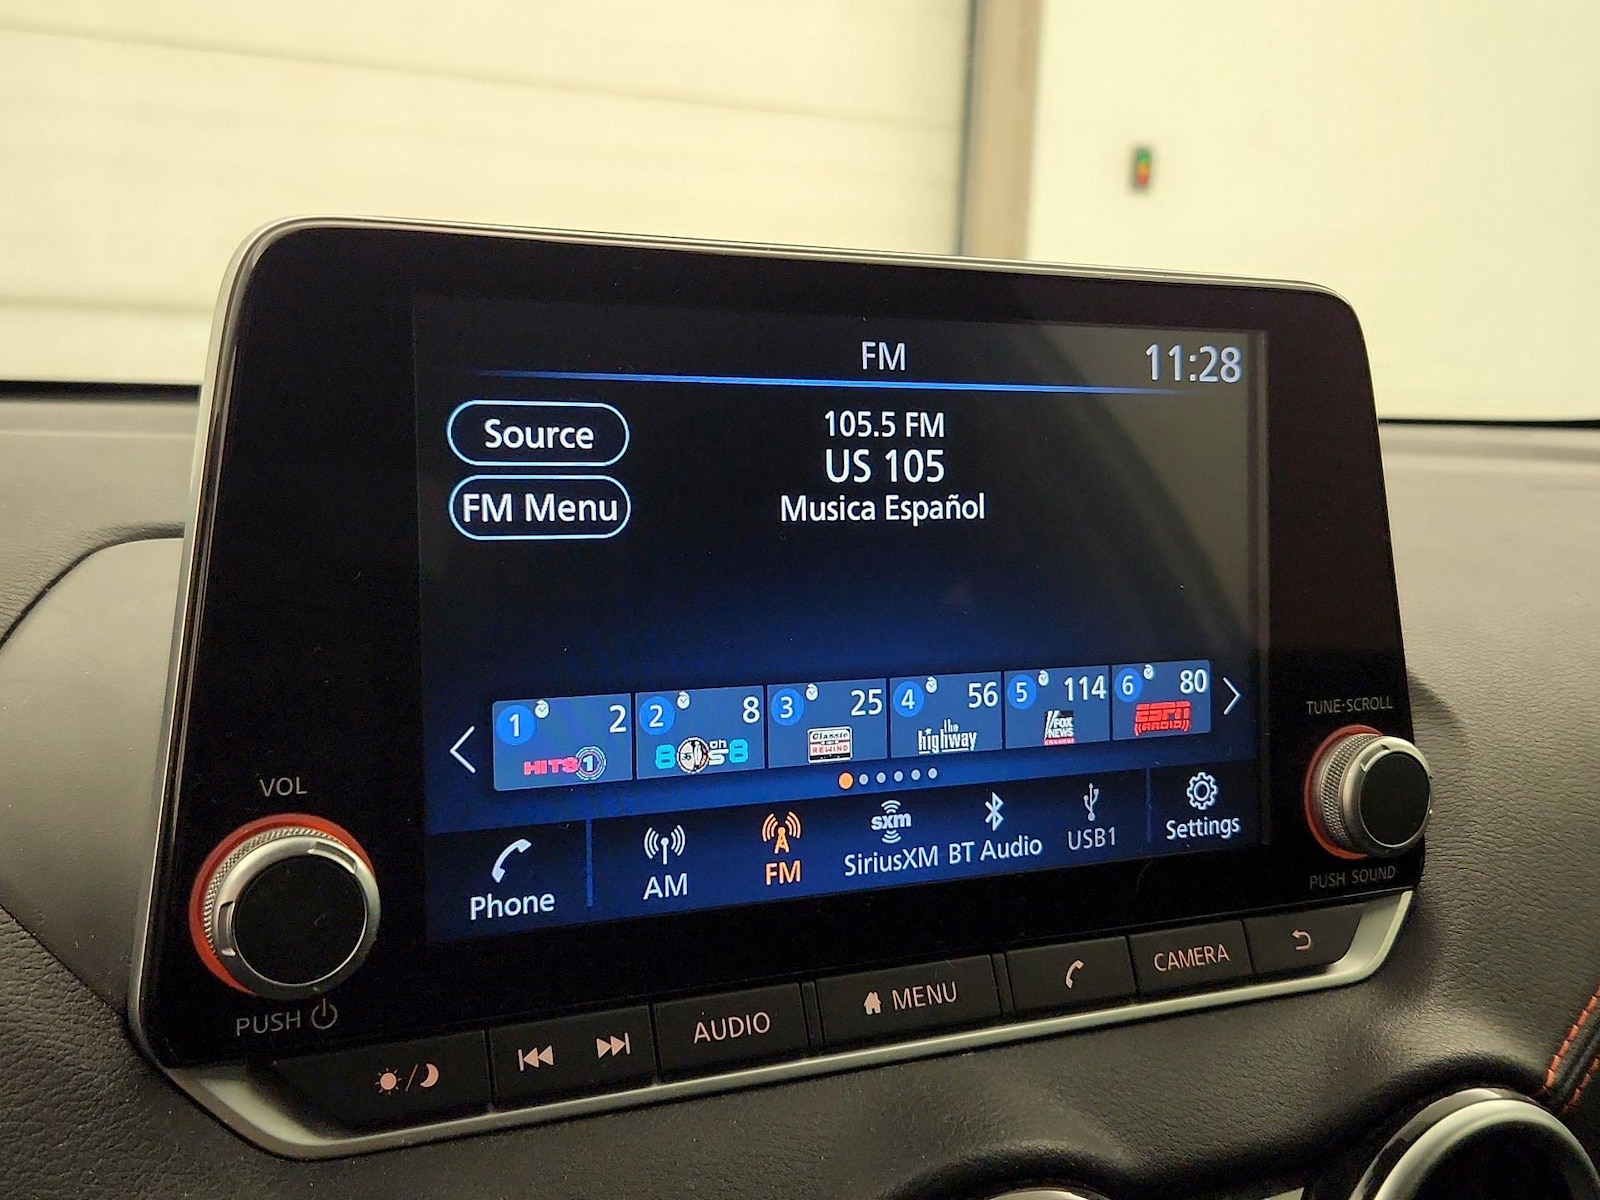 FM
11:28
Source
FM Menu
105.5 FM
US 105
Musica Español
1 2
HITS 1
2 8
80s on 8
3 25
Classic
REWIND
4 56
the
highway
5 114
FOX
NEWS
6 80
ESPN
RADIO
Phone
AM
FM
sxm
SiriusXM
BT Audio
USB1
Settings
VOL
PUSH
TUNE·SCROLL
PUSH SOUND
AUDIO
MENU
CAMERA